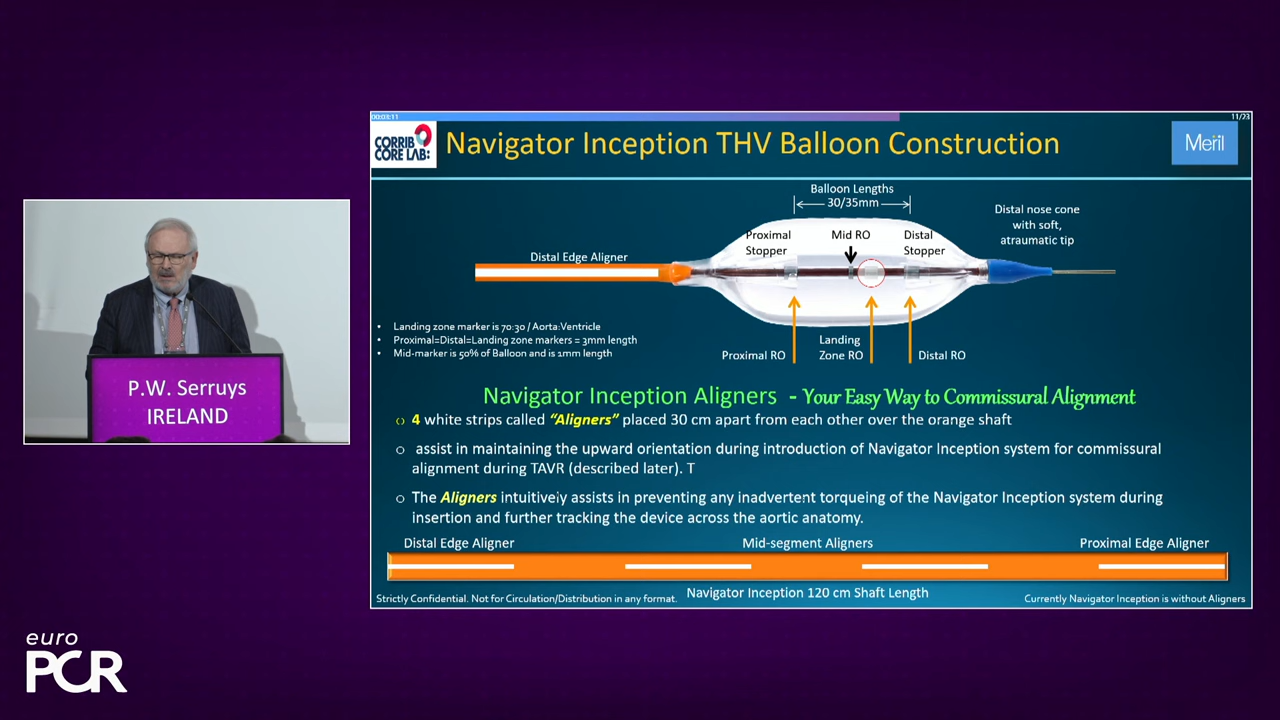 00:03:11
11/23
CORRIB
CORE LAB:
Navigator Inception THV Balloon Construction
Meril
Balloon Lengths
30/35mm
Distal nose cone
with soft,
atraumatic tip
Proximal
Stopper
Mid RO
Distal
Stopper
Distal Edge Aligner
• Landing zone marker is 70:30 / Aorta:Ventricle
• Proximal=Distal=Landing zone markers = 3mm length
• Mid-marker is 50% of Balloon and is 1mm length
Proximal RO
Landing
Zone RO
Distal RO
Navigator Inception Aligners - Your Easy Way to Commissural Alignment
4 white strips called "Aligners" placed 30 cm apart from each other over the orange shaft
assist in maintaining the upward orientation during introduction of Navigator Inception system for commissural
alignment during TAVR (described later). T
The Aligners intuitively assists in preventing any inadvertent torqueing of the Navigator Inception system during
insertion and further tracking the device across the aortic anatomy.
Distal Edge Aligner
Mid-segment Aligners
Proximal Edge Aligner
Strictly Confidential. Not for Circulation/Distribution in any format.
Navigator Inception 120 cm Shaft Length
Currently Navigator Inception is without Aligners
P.W. Serruys
IRELAND
euro
PCR